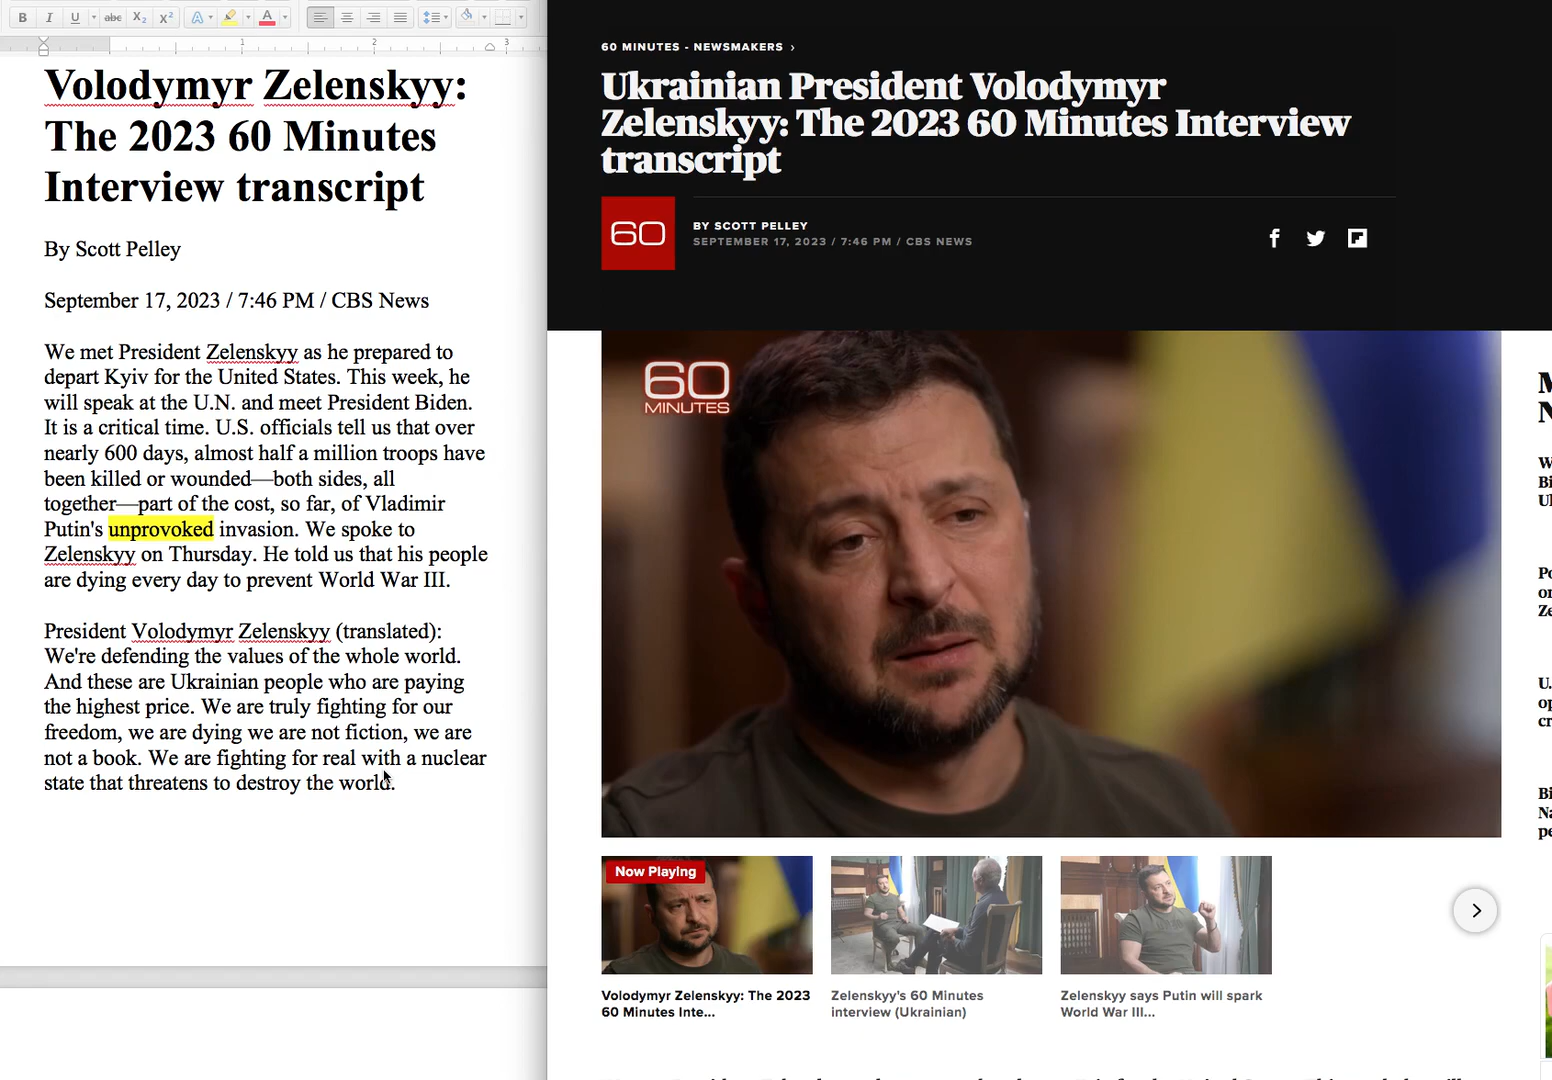 B I U abc X2 X2 A A
1 2 3
Volodymyr Zelenskyy:
The 2023 60 Minutes
Interview transcript
By Scott Pelley
September 17, 2023 / 7:46 PM / CBS News
We met President Zelenskyy as he prepared to
depart Kyiv for the United States. This week, he
will speak at the U.N. and meet President Biden.
It is a critical time. U.S. officials tell us that over
nearly 600 days, almost half a million troops have
been killed or wounded—both sides, all
together—part of the cost, so far, of Vladimir
Putin's unprovoked invasion. We spoke to
Zelenskyy on Thursday. He told us that his people
are dying every day to prevent World War III.
President Volodymyr Zelenskyy (translated):
We're defending the values of the whole world.
And these are Ukrainian people who are paying
the highest price. We are truly fighting for our
freedom, we are dying we are not fiction, we are
not a book. We are fighting for real with a nuclear
state that threatens to destroy the world.
60 MINUTES - NEWSMAKERS ›
Ukrainian President Volodymyr
Zelenskyy: The 2023 60 Minutes Interview
transcript
60
BY SCOTT PELLEY
SEPTEMBER 17, 2023 / 7:46 PM / CBS NEWS
60
MINUTES
Now Playing
Volodymyr Zelenskyy: The 2023
60 Minutes Inte...
Zelenskyy's 60 Minutes
interview (Ukrainian)
Zelenskyy says Putin will spark
World War III...